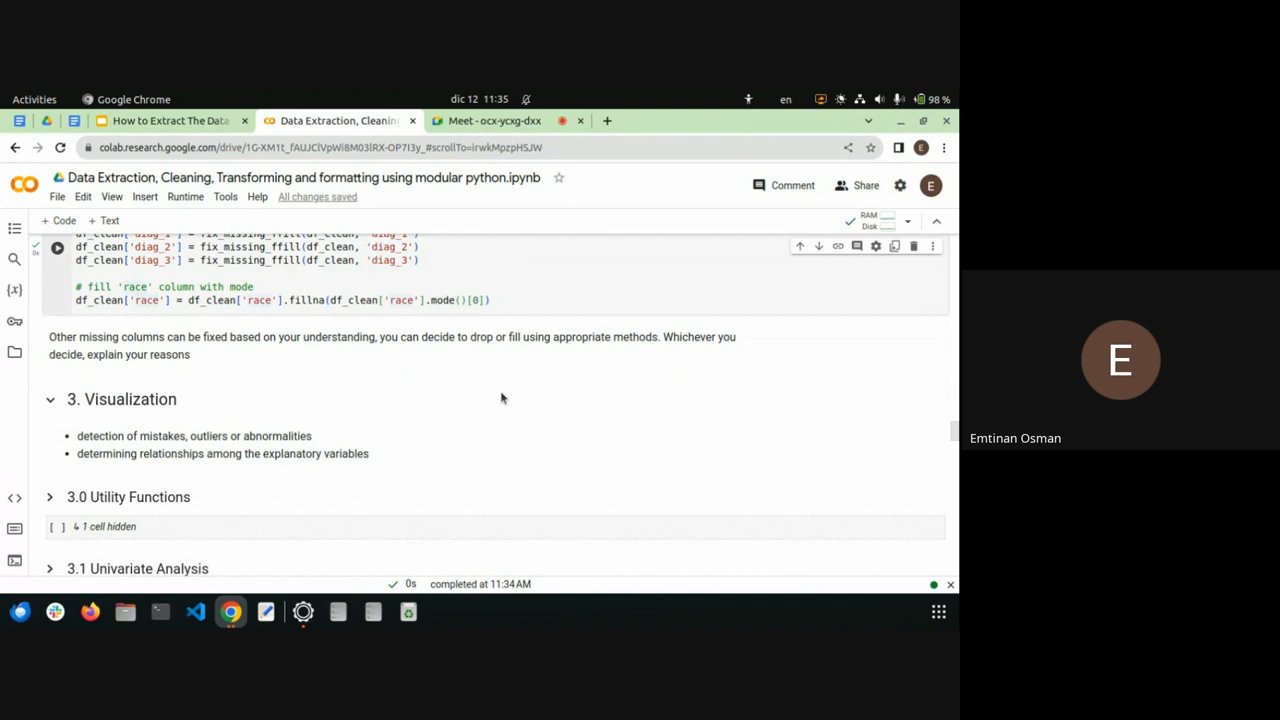 Activities
Google Chrome
dic 12 11:35
en
98 %
How to Extract The Data
Data Extraction, Cleaning
Meet - ocx-ycxg-dxx
colab.research.google.com/drive/1G-XM1t_fAUJClVpWi8M03lRX-OP7I3y_#scrollTo=irwkMpzpHSJW
E
Data Extraction, Cleaning, Transforming and formatting using modular python.ipynb
Comment
Share
E
File Edit View Insert Runtime Tools Help All changes saved
+ Code + Text
RAM
Disk
0s
df_clean['diag_1'] = fix_missing_ffill(df_clean, 'diag_1')
df_clean['diag_2'] = fix_missing_ffill(df_clean, 'diag_2')
df_clean['diag_3'] = fix_missing_ffill(df_clean, 'diag_3')
# fill 'race' column with mode
df_clean['race'] = df_clean['race'].fillna(df_clean['race'].mode()[0])
Other missing columns can be fixed based on your understanding, you can decide to drop or fill using appropriate methods. Whichever you
decide, explain your reasons
3. Visualization
• detection of mistakes, outliers or abnormalities
• determining relationships among the explanatory variables
3.0 Utility Functions
[ ] ↳ 1 cell hidden
3.1 Univariate Analysis
0s completed at 11:34 AM
E
Emtinan Osman